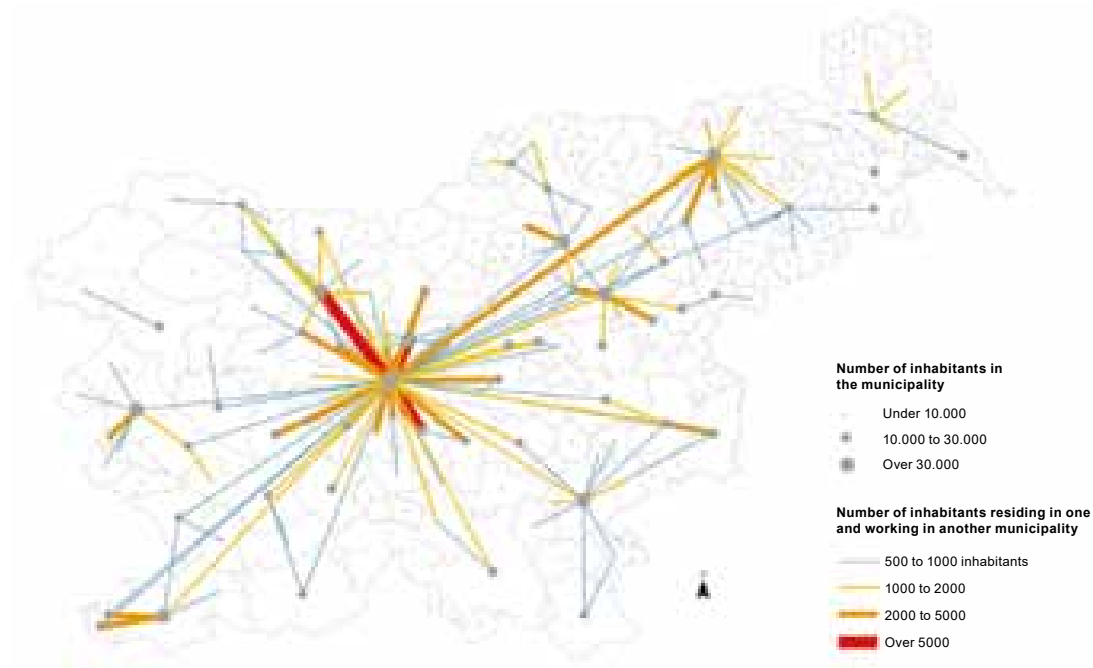 Number of inhabitants in
the municipality
Under 10.000
10.000 to 30.000
Over 30.000
Number of inhabitants residing in one
and working in another municipality
500 to 1000 inhabitants
1000 to 2000
2000 to 5000
Over 5000